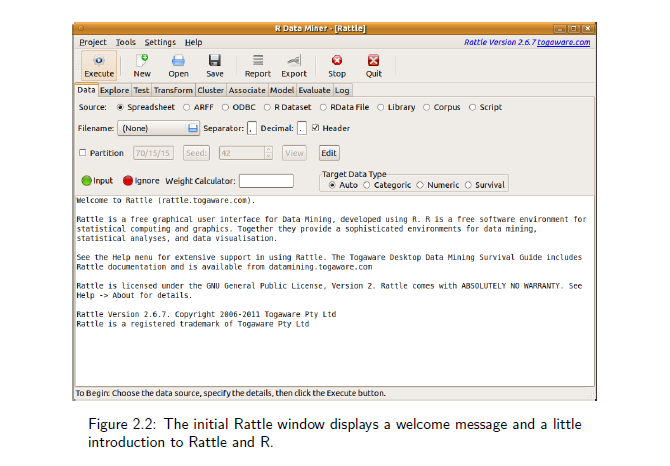 R Data Miner - [Rattle]
Project Tools Settings Help
Rattle Version 2.6.7 togaware.com
Execute New Open Save Report Export Stop Quit
Data Explore Test Transform Cluster Associate Model Evaluate Log
Source: Spreadsheet ARFF ODBC R Dataset RData File Library Corpus Script
Filename: (None) Separator: , Decimal: . Header
Partition 70/15/15 Seed: 42 View Edit
Input Ignore Weight Calculator:
Target Data Type
Auto Categoric Numeric Survival
Welcome to Rattle (rattle.togaware.com).
Rattle is a free graphical user interface for Data Mining, developed using R. R is a free software environment for
statistical computing and graphics. Together they provide a sophisticated environments for data mining,
statistical analyses, and data visualisation.
See the Help menu for extensive support in using Rattle. The Togaware Desktop Data Mining Survival Guide includes
Rattle documentation and is available from datamining.togaware.com
Rattle is licensed under the GNU General Public License, Version 2. Rattle comes with ABSOLUTELY NO WARRANTY. See
Help -> About for details.
Rattle Version 2.6.7. Copyright 2006-2011 Togaware Pty Ltd
Rattle is a registered trademark of Togaware Pty Ltd
To Begin: Choose the data source, specify the details, then click the Execute button.
Figure 2.2: The initial Rattle window displays a welcome message and a little
introduction to Rattle and R.